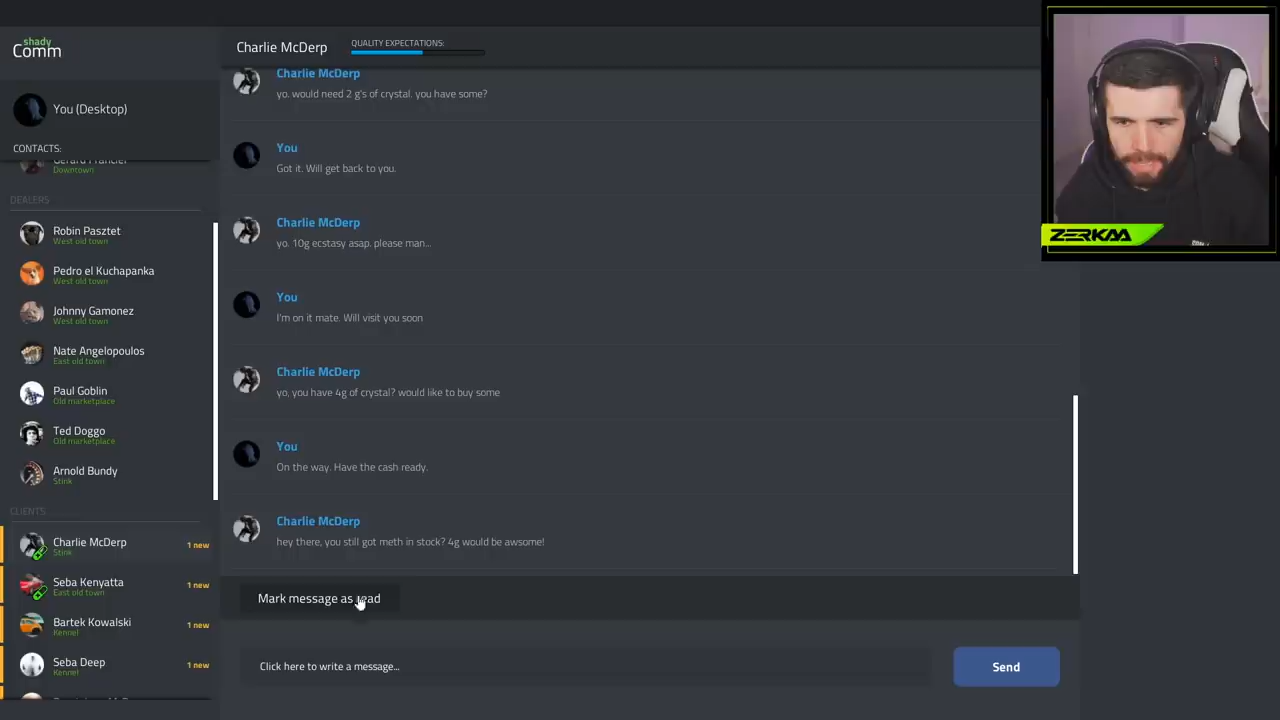 shady
Comm
Charlie McDerp
QUALITY EXPECTATIONS:
You (Desktop)
CONTACTS:
Downtown
DEALERS
Robin Pasztet
West old town
Pedro el Kuchapanka
West old town
Johnny Gamonez
West old town
Nate Angelopoulos
East old town
Paul Goblin
Old marketplace
Ted Doggo
Old marketplace
Arnold Bundy
Stink
CLIENTS
Charlie McDerp
1 new
Stink
Seba Kenyatta
1 new
East old town
Bartek Kowalski
1 new
Kennel
Seba Deep
1 new
Kennel
Charlie McDerp
yo. would need 2 g's of crystal. you have some?
You
Got it. Will get back to you.
Charlie McDerp
yo. 10g ecstasy asap. please man...
You
I'm on it mate. Will visit you soon
Charlie McDerp
yo, you have 4g of crystal? would like to buy some
You
On the way. Have the cash ready.
Charlie McDerp
hey there, you still got meth in stock? 4g would be awsome!
Mark message as read
Click here to write a message...
Send
ZERKAA